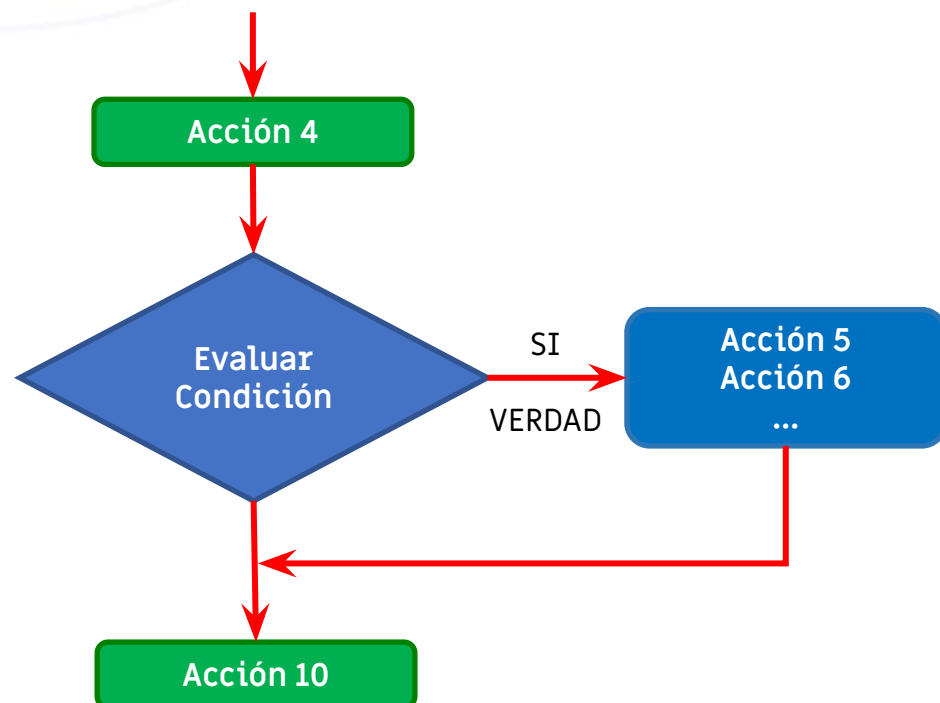 Acción 4
Evaluar
Condición
SI
VERDAD
Acción 5
Acción 6
...
Acción 10